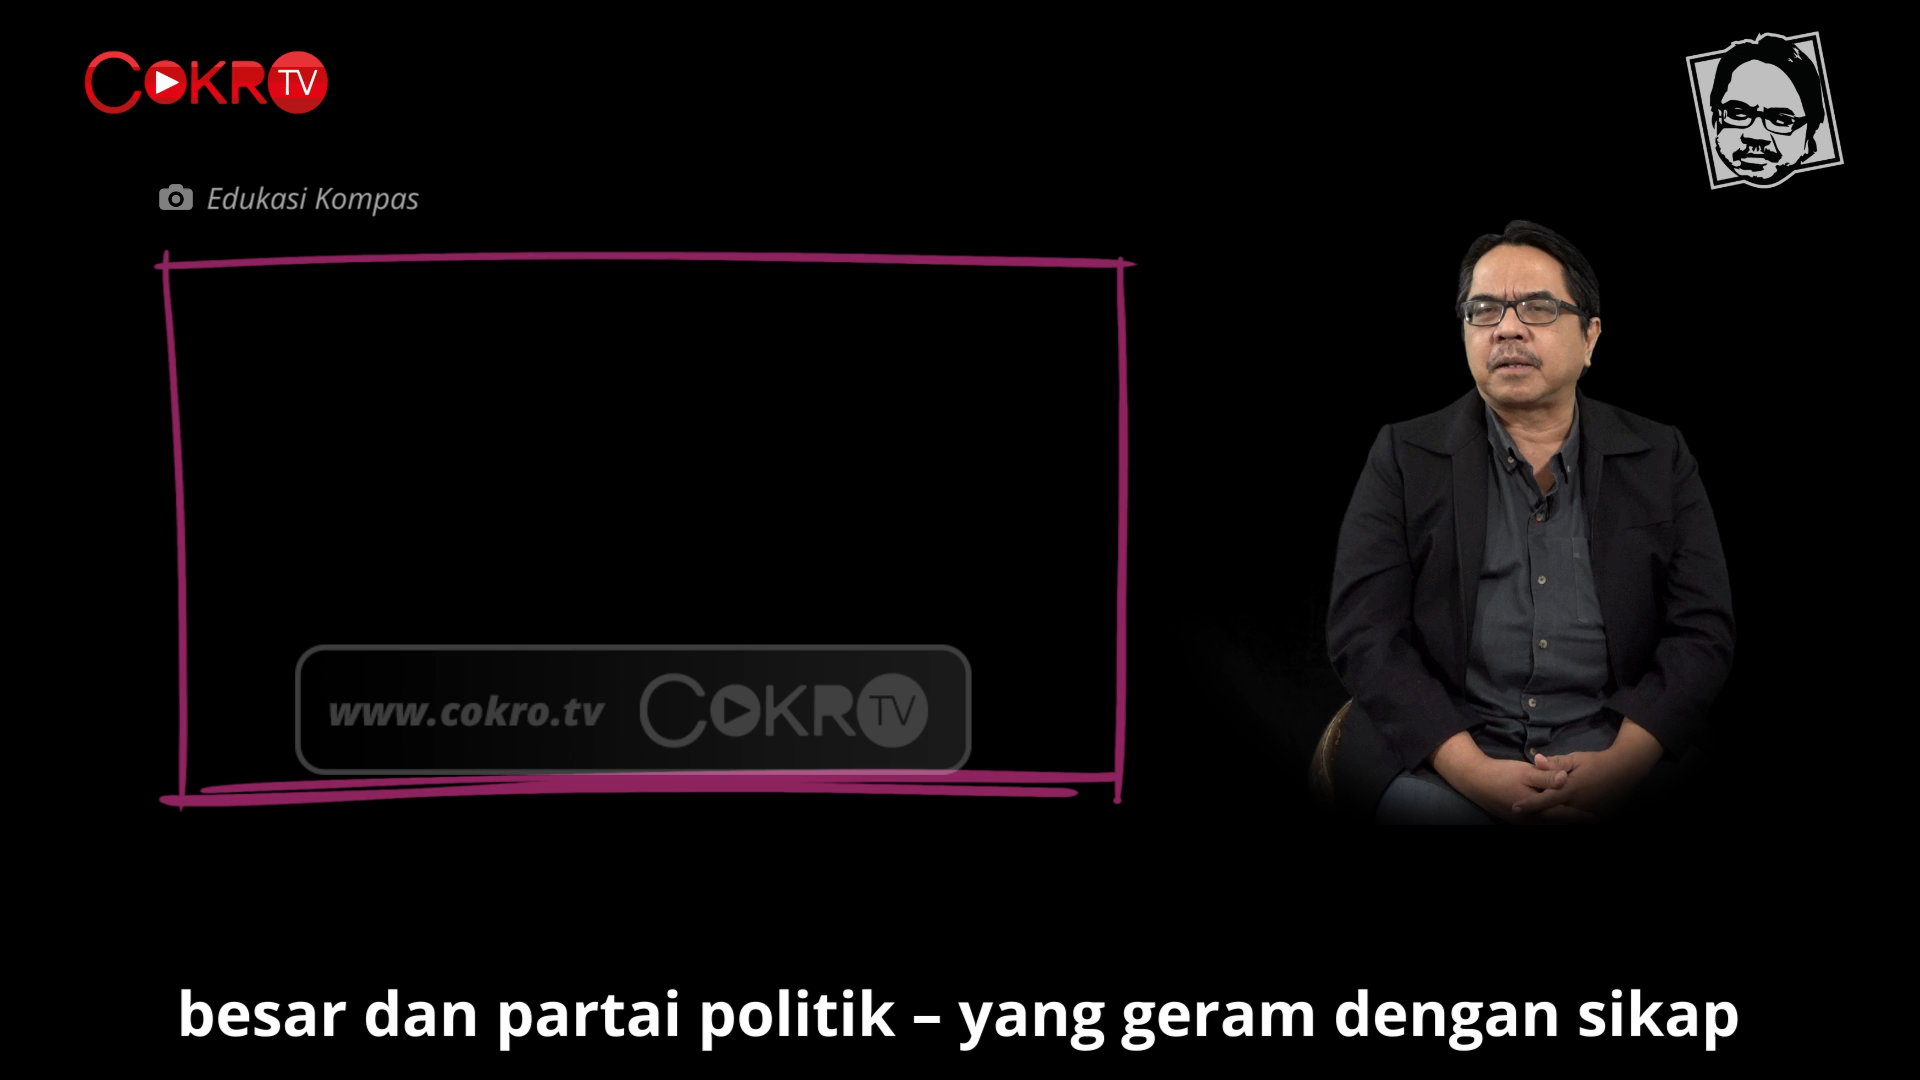 COKRO TV
Edukasi Kompas
www.cokro.tv COKRO TV
besar dan partai politik – yang geram dengan sikap